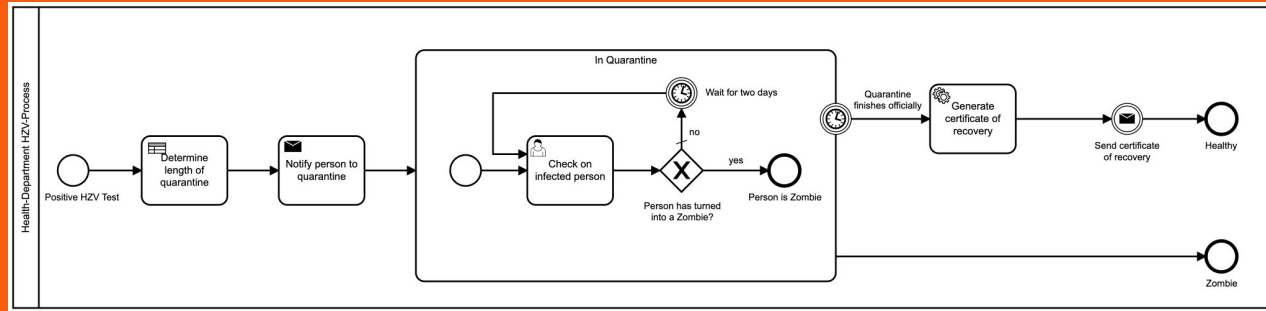 Health-Department HZV-Process
Positive HZV Test
Determine
length of
quarantine
Notify person to
quarantine
In Quarantine
Check on
infected person
Wait for two days
no
yes
Person has turned
into a Zombie?
Person is Zombie
Quarantine
finishes officially
Generate
certificate of
recovery
Send certificate
of recovery
Healthy
Zombie